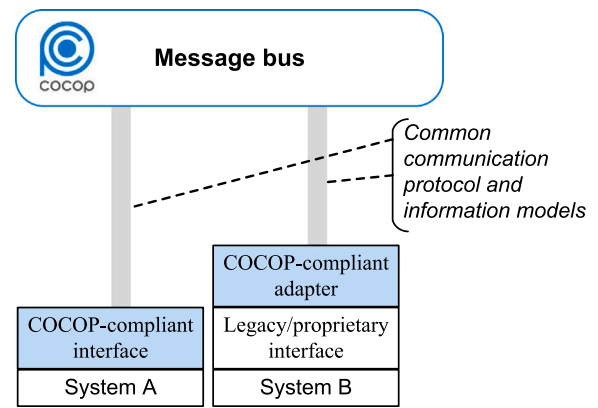 cocop
Message bus
Common
communication
protocol and
information models
COCOP-compliant
adapter
COCOP-compliant
interface
Legacy/proprietary
interface
System A
System B